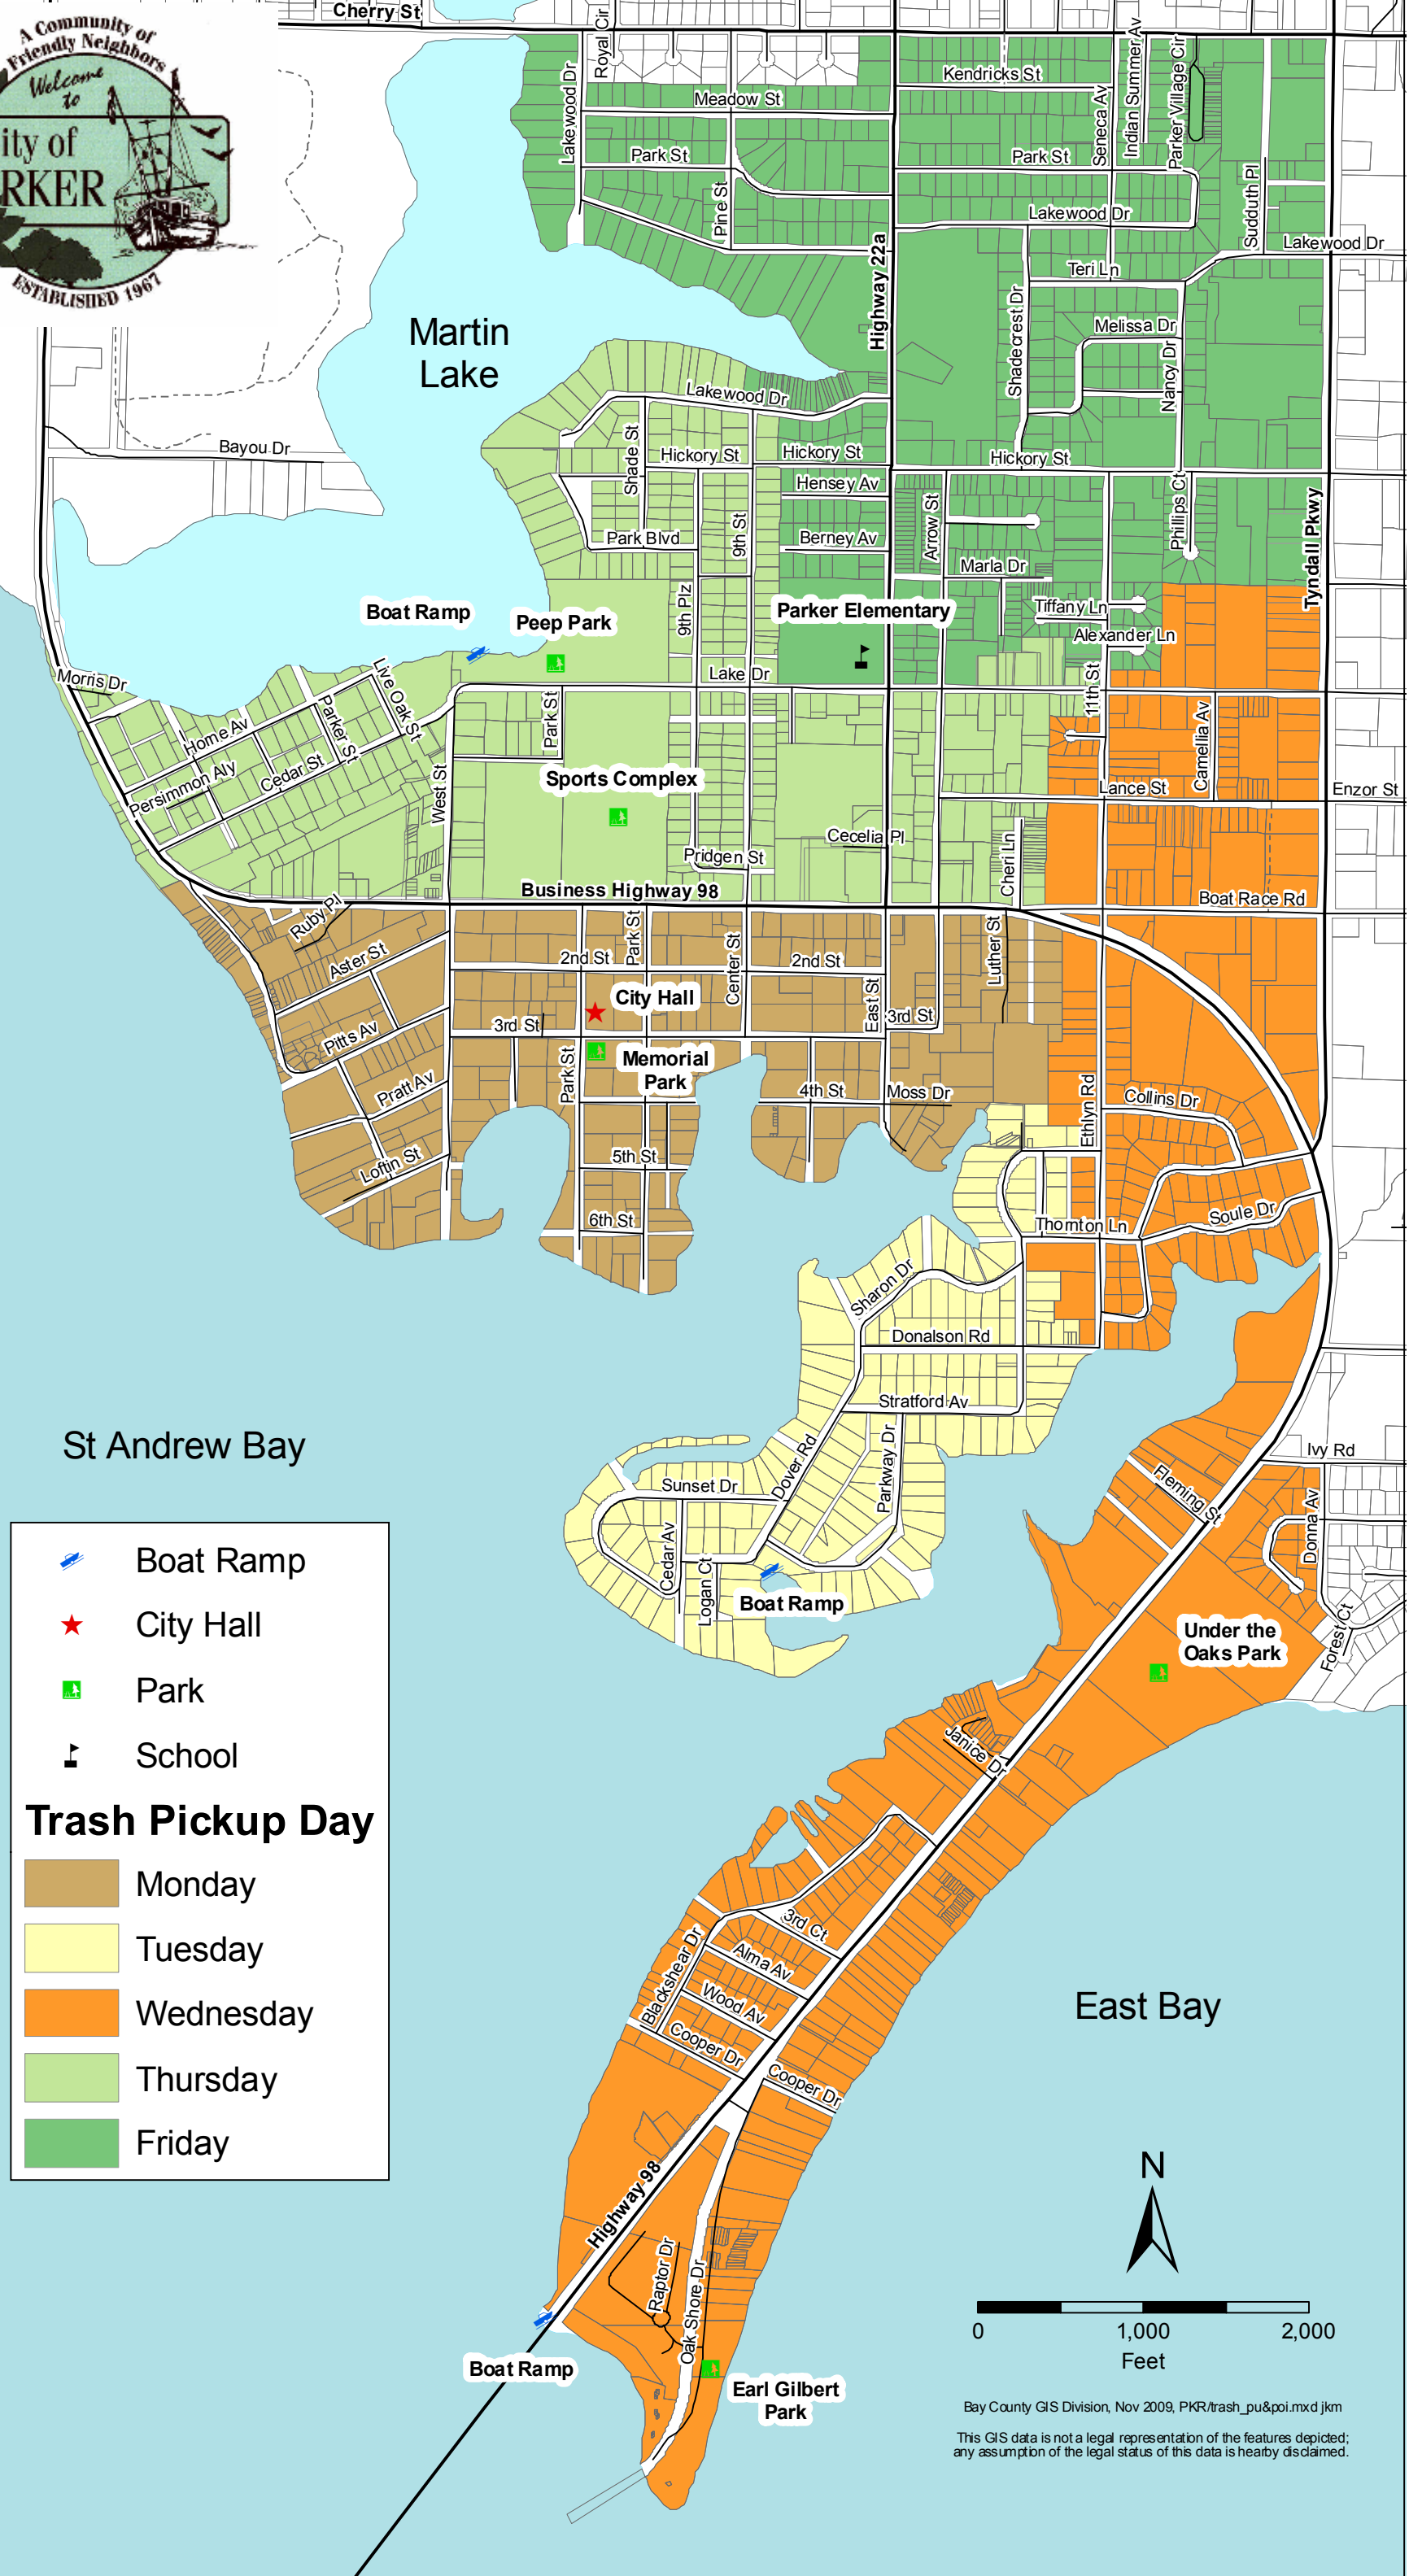 A Community of
Friendly Neighbors
Welcome
to
ity of
RKER
ESTABLISHED 1967
Cherry St
Royal Cir
Lakewood Dr
Meadow St
Kendricks St
Seneca Av
Indian Summer Av
Parker Village Cir
Park St
Park St
Pine St
Lakewood Dr
Sudduth Pl
Lakewood Dr
Highway 22a
Teri Ln
Shadecrest Dr
Melissa Dr
Nancy Dr
Martin
Lake
Lakewood Dr
Bayou Dr
Shade St
Hickory St
Hickory St
Hickory St
Hensey Av
Arrow St
Phillips Ct
Tyndall Pkwy
9th St
Park Blvd
Berney Av
Marla Dr
9th Plz
Boat Ramp
Peep Park
Parker Elementary
Tiffany Ln
Alexander Ln
Morris Dr
Live Oak St
Lake Dr
11th St
Home Av
Parker St
Park St
Camellia Av
Persimmon Aly
Cedar St
West St
Sports Complex
Lance St
Enzor St
Cecelia Pl
Pridgen St
Cheri Ln
Business Highway 98
Boat Race Rd
Ruby Pl
Aster St
Park St
2nd St
Center St
2nd St
Luther St
City Hall
East St
3rd St
3rd St
Pitts Av
Memorial
Park
Park St
Pratt Av
4th St
Moss Dr
Ethlyn Rd
Collins Dr
Loftin St
5th St
6th St
Thornton Ln
Soule Dr
Sharon Dr
Donalson Rd
Stratford Av
St Andrew Bay
Dover Rd
Parkway Dr
Ivy Rd
Sunset Dr
Fleming St
Donna Av
Cedar Av
Logan Ct
Boat Ramp
Under the
Oaks Park
Forest Ct
Janice Dr
3rd Ct
Alma Av
Blackshear Dr
Wood Av
Cooper Dr
Cooper Dr
East Bay
Highway 98
Raptor Dr
Oak Shore Dr
Boat Ramp
Earl Gilbert
Park
Boat Ramp
City Hall
Park
School
Trash Pickup Day
Monday
Tuesday
Wednesday
Thursday
Friday
N
0 1,000 2,000
Feet
Bay County GIS Division, Nov 2009, PKR/trash_pu&poi.mxd jkm
This GIS data is not a legal representation of the features depicted;
any assumption of the legal status of this data is hearby disclaimed.